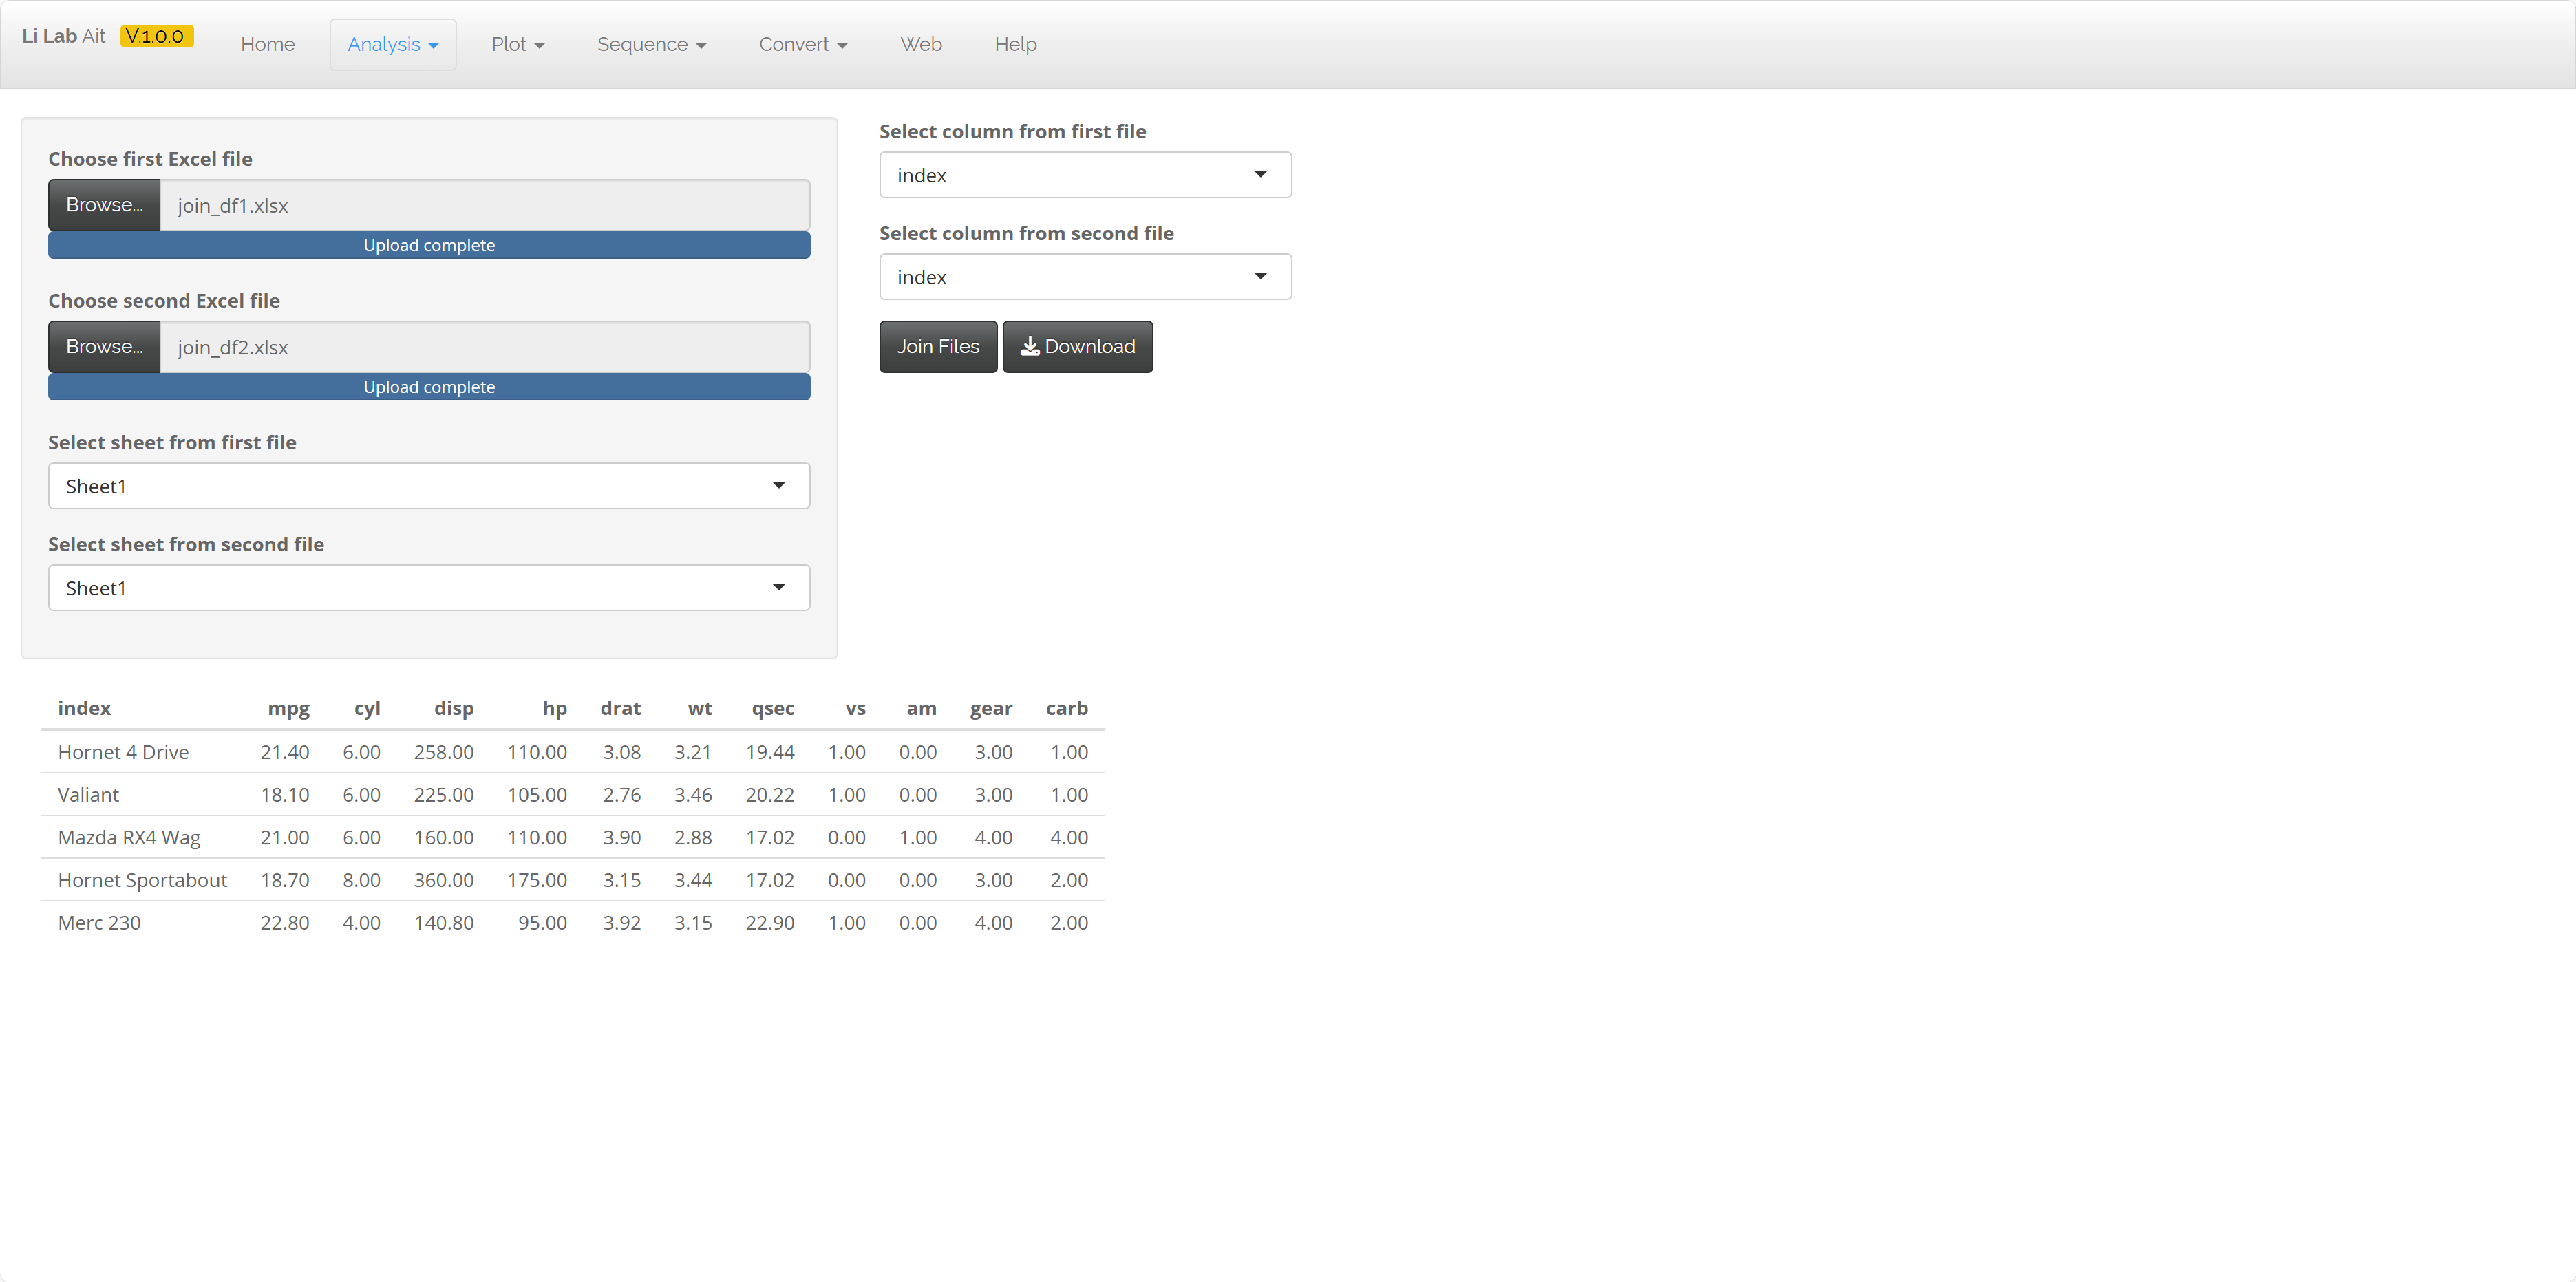 Li Lab Ait V.1.0.0 Home Analysis Plot Sequence Convert Web Help
Choose first Excel file
Browse... join_df1.xlsx
Upload complete
Choose second Excel file
Browse... join_df2.xlsx
Upload complete
Select sheet from first file
Sheet1
Select sheet from second file
Sheet1
Select column from first file
index
Select column from second file
index
Join Files Download
index mpg cyl disp hp drat wt qsec vs am gear carb
Hornet 4 Drive 21.40 6.00 258.00 110.00 3.08 3.21 19.44 1.00 0.00 3.00 1.00
Valiant 18.10 6.00 225.00 105.00 2.76 3.46 20.22 1.00 0.00 3.00 1.00
Mazda RX4 Wag 21.00 6.00 160.00 110.00 3.90 2.88 17.02 0.00 1.00 4.00 4.00
Hornet Sportabout 18.70 8.00 360.00 175.00 3.15 3.44 17.02 0.00 0.00 3.00 2.00
Merc 230 22.80 4.00 140.80 95.00 3.92 3.15 22.90 1.00 0.00 4.00 2.00